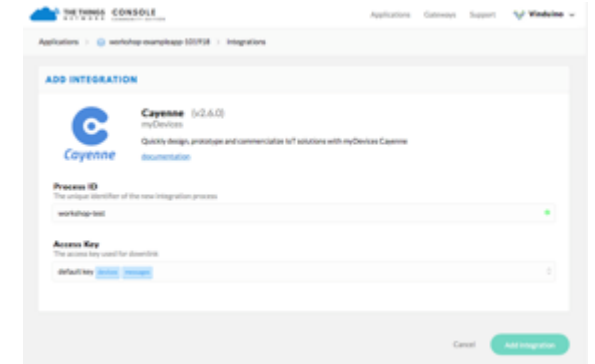 THE THINGS NETWORK
CONSOLE
COMMUNITY EDITION
Applications Gateways Support Vinduino
Applications > workshop-exampleapp-101918 > Integrations
ADD INTEGRATION
Cayenne (v2.6.0)
myDevices
Quickly design, prototype and commercialize IoT solutions with myDevices Cayenne
documentation
Cayenne
Process ID
The unique identifier of the new integration process
workshop-test
Access Key
The access key used for downlink
default key devices messages
Cancel Add integration